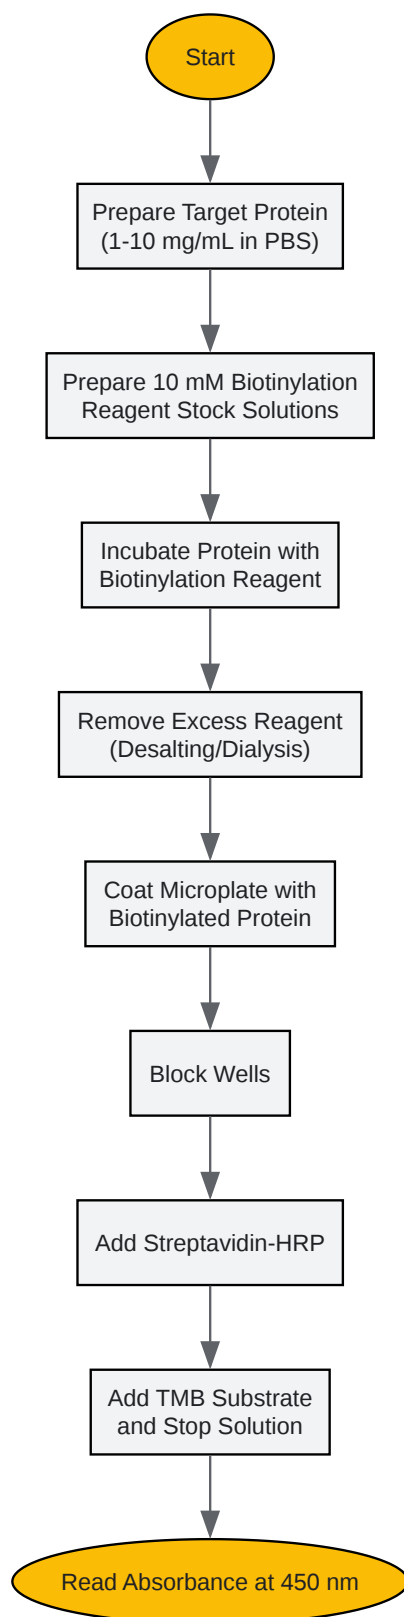 Start
Prepare Target Protein
(1-10 mg/mL in PBS)
Prepare 10 mM Biotinylation
Reagent Stock Solutions
Incubate Protein with
Biotinylation Reagent
Remove Excess Reagent
(Desalting/Dialysis)
Coat Microplate with
Biotinylated Protein
Block Wells
Add Streptavidin-HRP
Add TMB Substrate
and Stop Solution
Read Absorbance at 450 nm